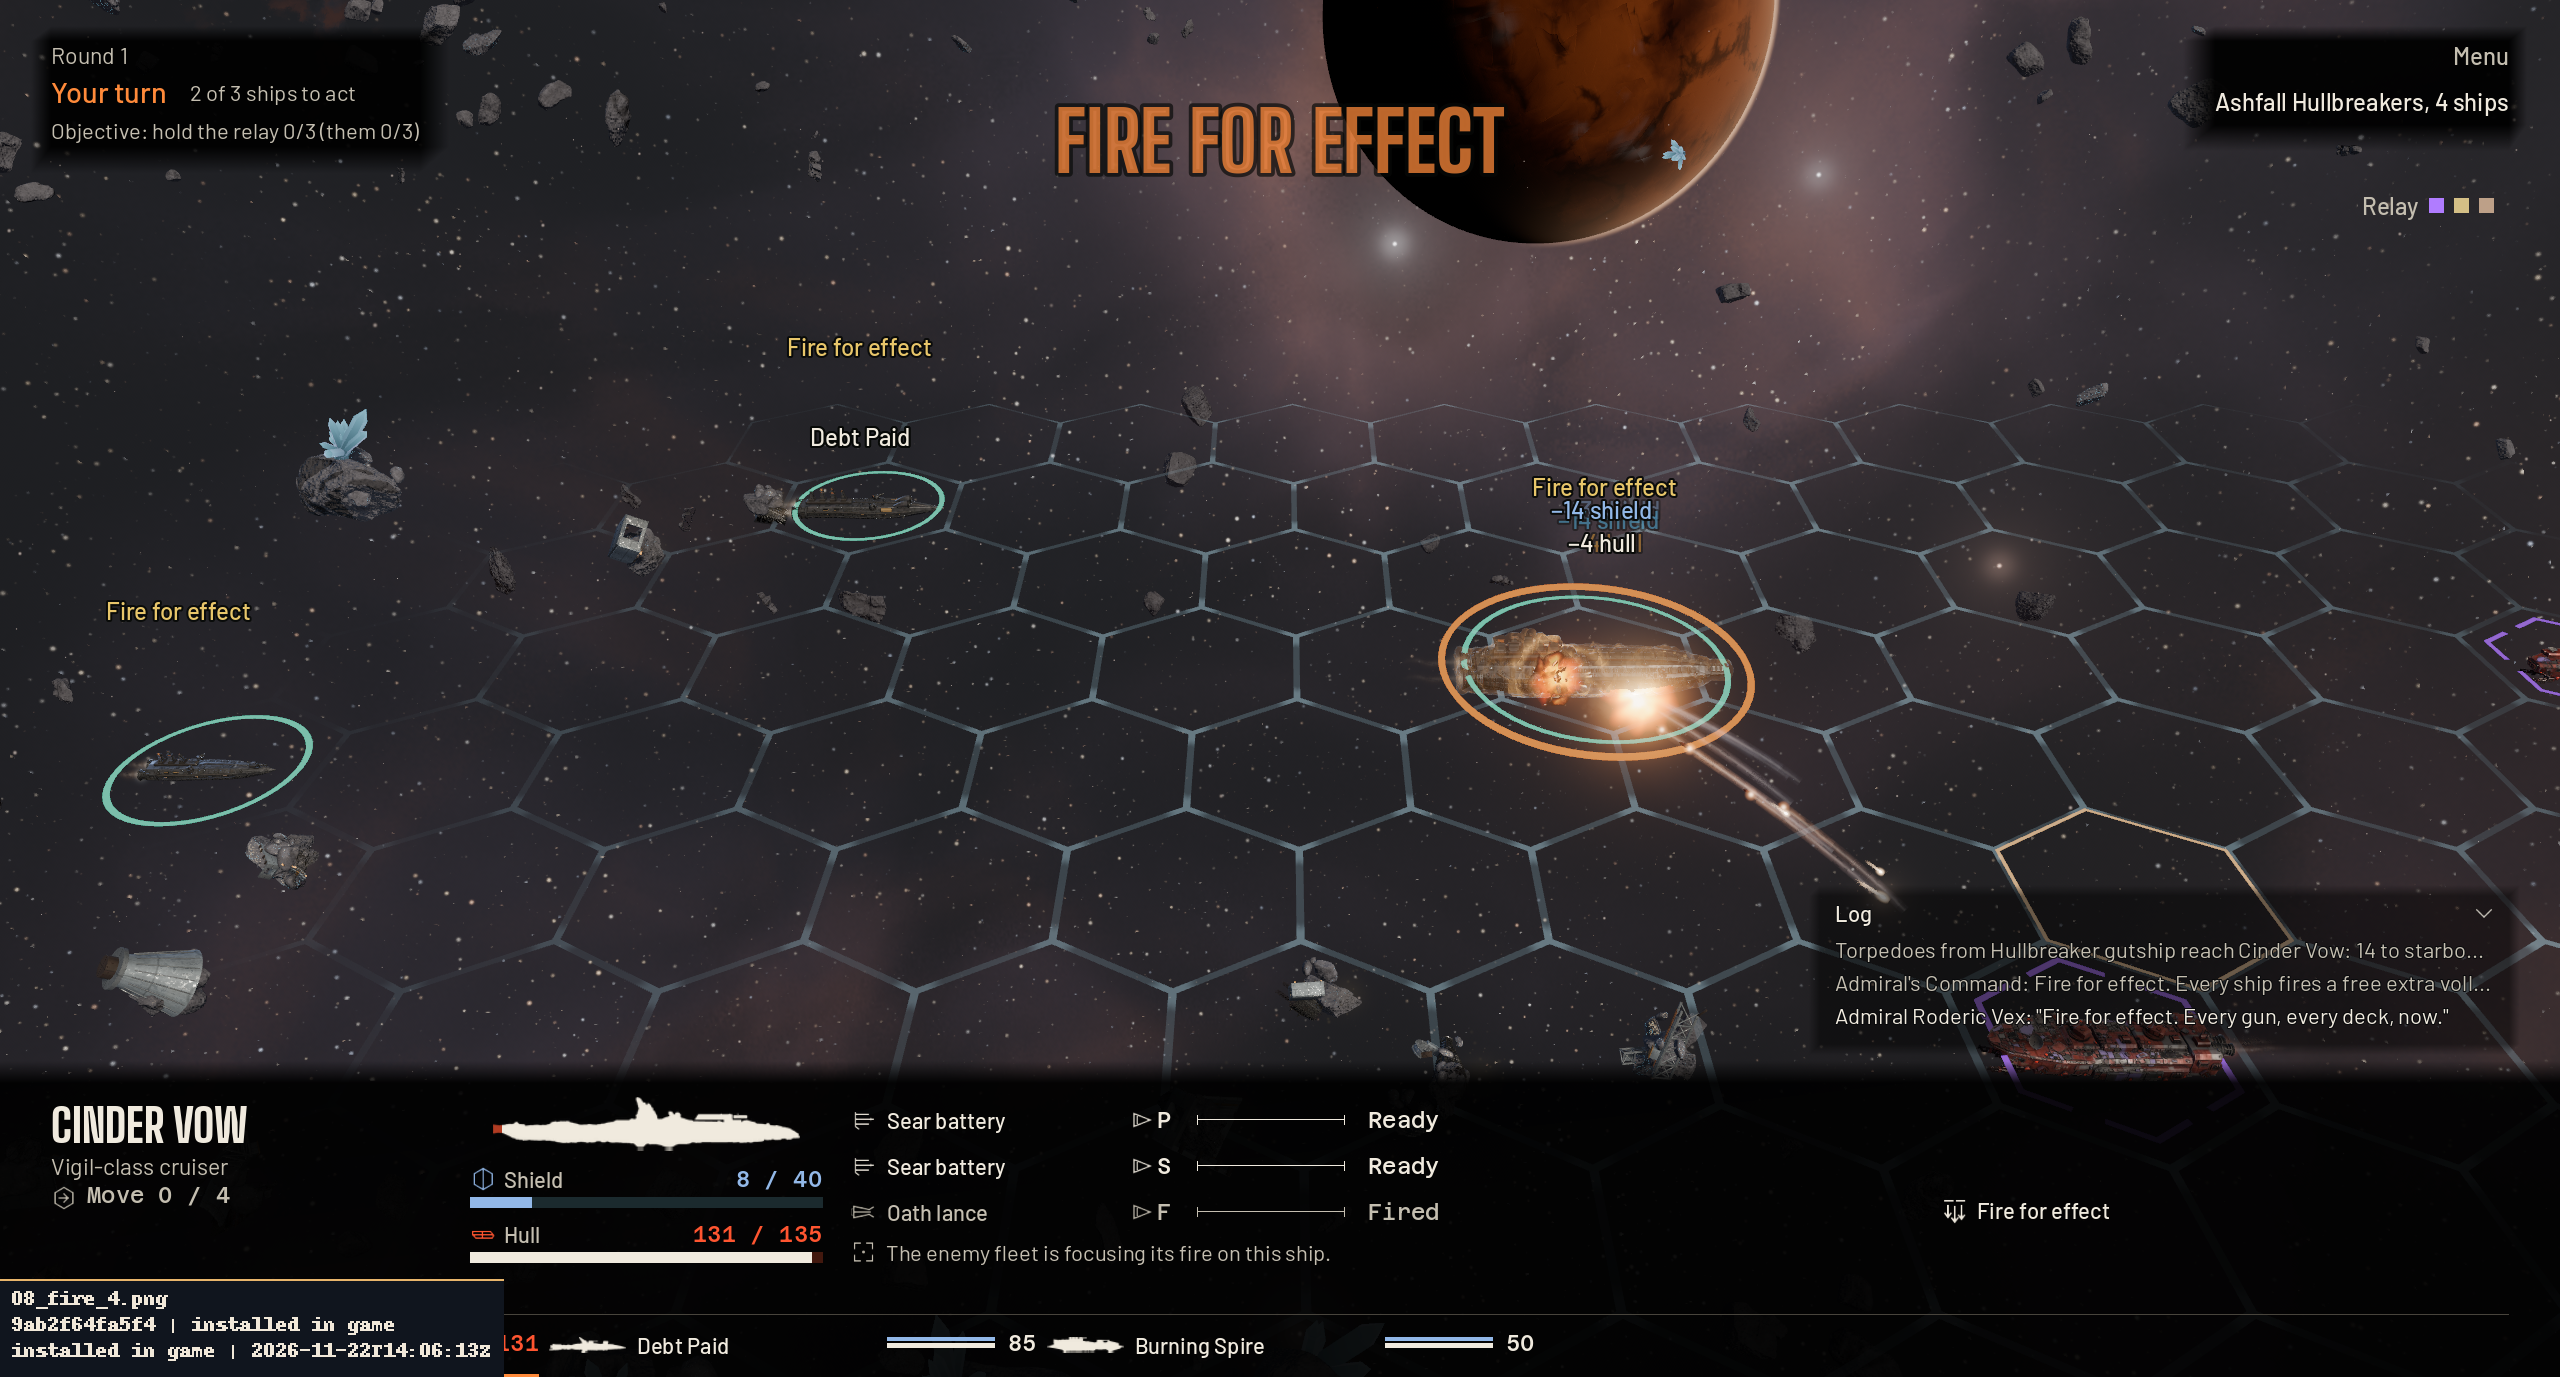 Round 1
Your turn 2 of 3 ships to act
Objective: hold the relay 0/3 (them 0/3)
FIRE FOR EFFECT
Menu
Ashfall Hullbreakers, 4 ships
Relay
Fire for effect
Debt Paid
Fire for effect
-14 shield
-4 hull
Fire for effect
Log
Torpedoes from Hullbreaker gutship reach Cinder Vow: 14 to starbo...
Admiral's Command: Fire for effect. Every ship fires a free extra voll...
Admiral Roderic Vex: "Fire for effect. Every gun, every deck, now."
CINDER VOW
Vigil-class cruiser
Move 0 / 4
Shield 8 / 40
Hull 131 / 135
Sear battery P Ready
Sear battery S Ready
Oath lance F Fired
The enemy fleet is focusing its fire on this ship.
Fire for effect
08_fire_4.png
9ab2f64fa5f4 | installed in game
installed in game | 2026-11-22T14:06:13Z
131 Debt Paid 85 Burning Spire 50